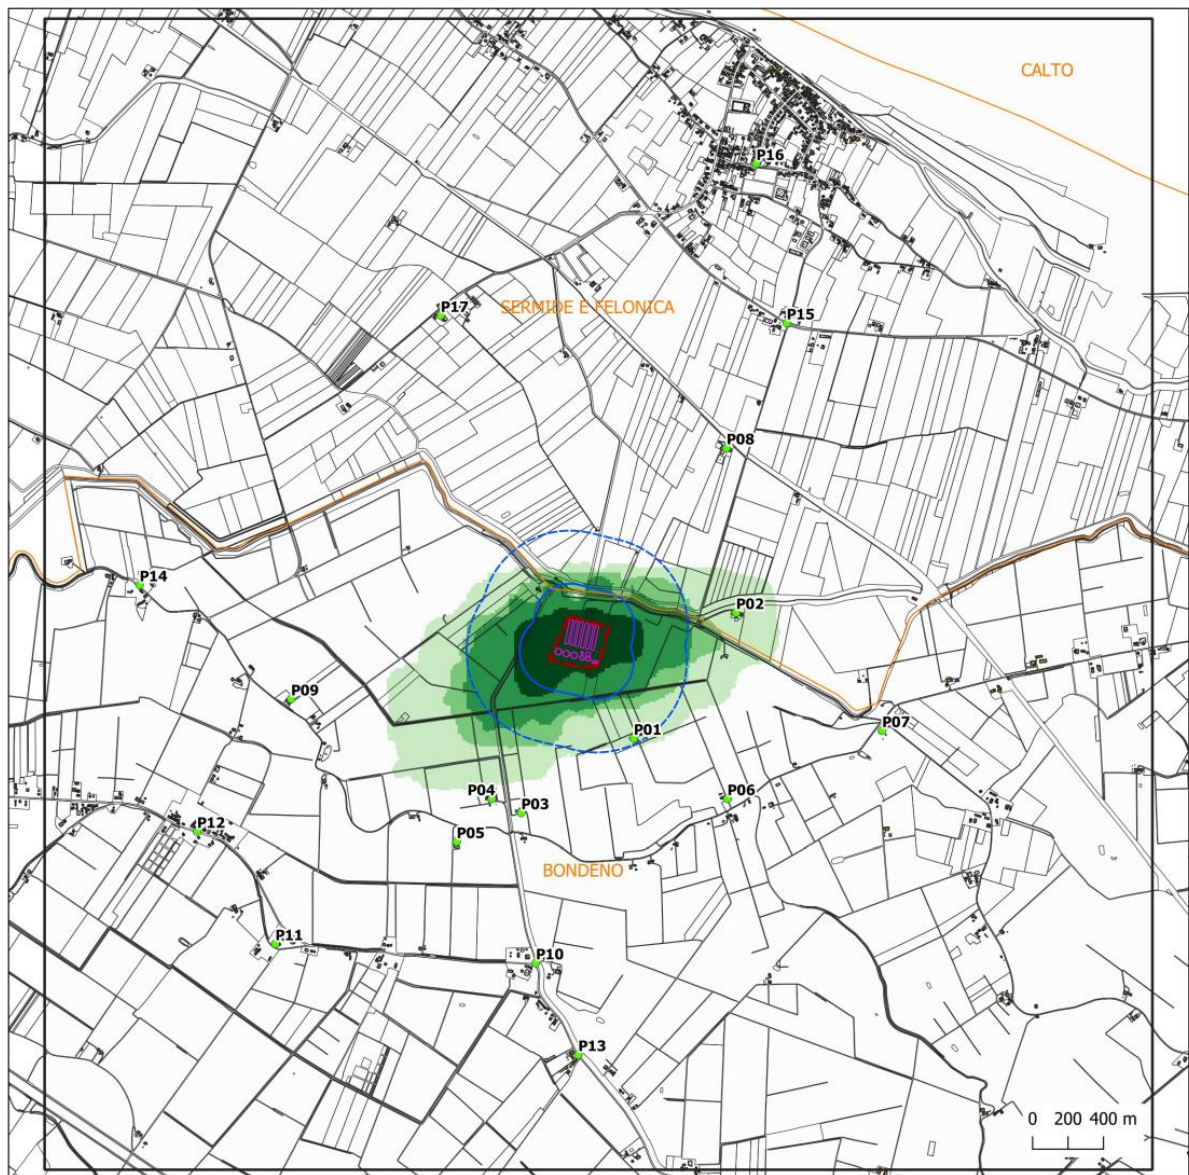 CALTO
P16
P17
SERMIDE E FELONICA
P15
P08
P14
P02
P09
P01
P07
P04
P03
P06
P12
P05
BONDENO
P11
P10
P13
0 200 400 m